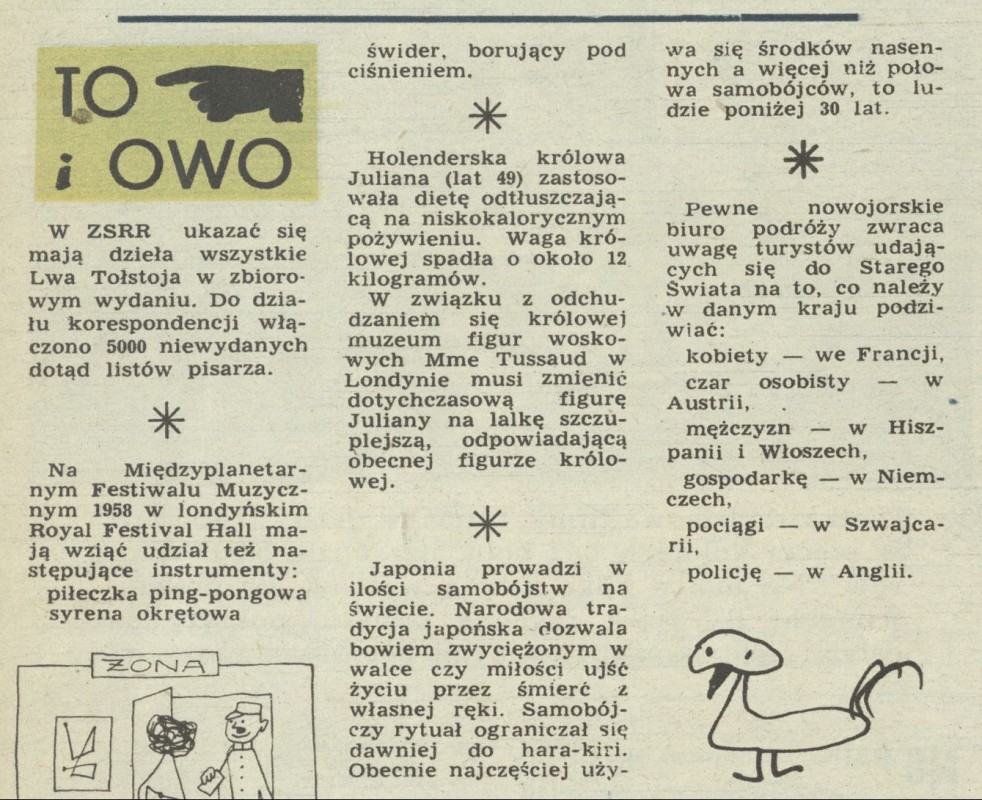 TO
i OWO
W ZSRR ukazać się
mają dzieła wszystkie
Lwa Tołstoja w zbioro-
wym wydaniu. Do dzia-
łu korespondencji włą-
czono 5000 niewydanych
dotąd listów pisarza.
Na Międzyplanetar-
nym Festiwalu Muzycz-
nym 1958 w londyńskim
Royal Festival Hall ma-
ją wziąć udział też na-
stępujące instrumenty:
piłeczka ping-pongowa
syrena okrętowa
ŻONA
świder, borujący pod
ciśnieniem.
Holenderska królowa
Juliana (lat 49) zastoso-
wała dietę odtłuszczają-
cą na niskokalorycznym
pożywieniu. Waga kró-
lowej spadła o około 12
kilogramów.
W związku z odchu-
dzaniem się królowej
muzeum figur wosko-
wych Mme Tussaud w
Londynie musi zmienić
dotychczasową figurę
Juliany na lalkę szczu-
plejszą, odpowiadającą
obecnej figurze królo-
wej.
Japonia prowadzi w
ilości samobójstw na
świecie. Narodowa tra-
dycja japońska dozwala
bowiem zwyciężonym w
walce czy miłości ujść
życiu przez śmierć z
własnej ręki. Samobój-
czy rytuał ograniczał się
dawniej do hara-kiri.
Obecnie najczęściej uży-
wa się środków nasen-
nych a więcej niż poło-
wa samobójców, to lu-
dzie poniżej 30 lat.
Pewne nowojorskie
biuro podróży zwraca
uwagę turystów udają-
cych się do Starego
Świata na to, co należy
w danym kraju podzi-
wiać:
kobiety — we Francji,
czar osobisty — w
Austrii,
mężczyzn — w Hisz-
panii i Włoszech,
gospodarkę — w Niem-
czech,
pociągi — w Szwajca-
rii,
policję — w Anglii.